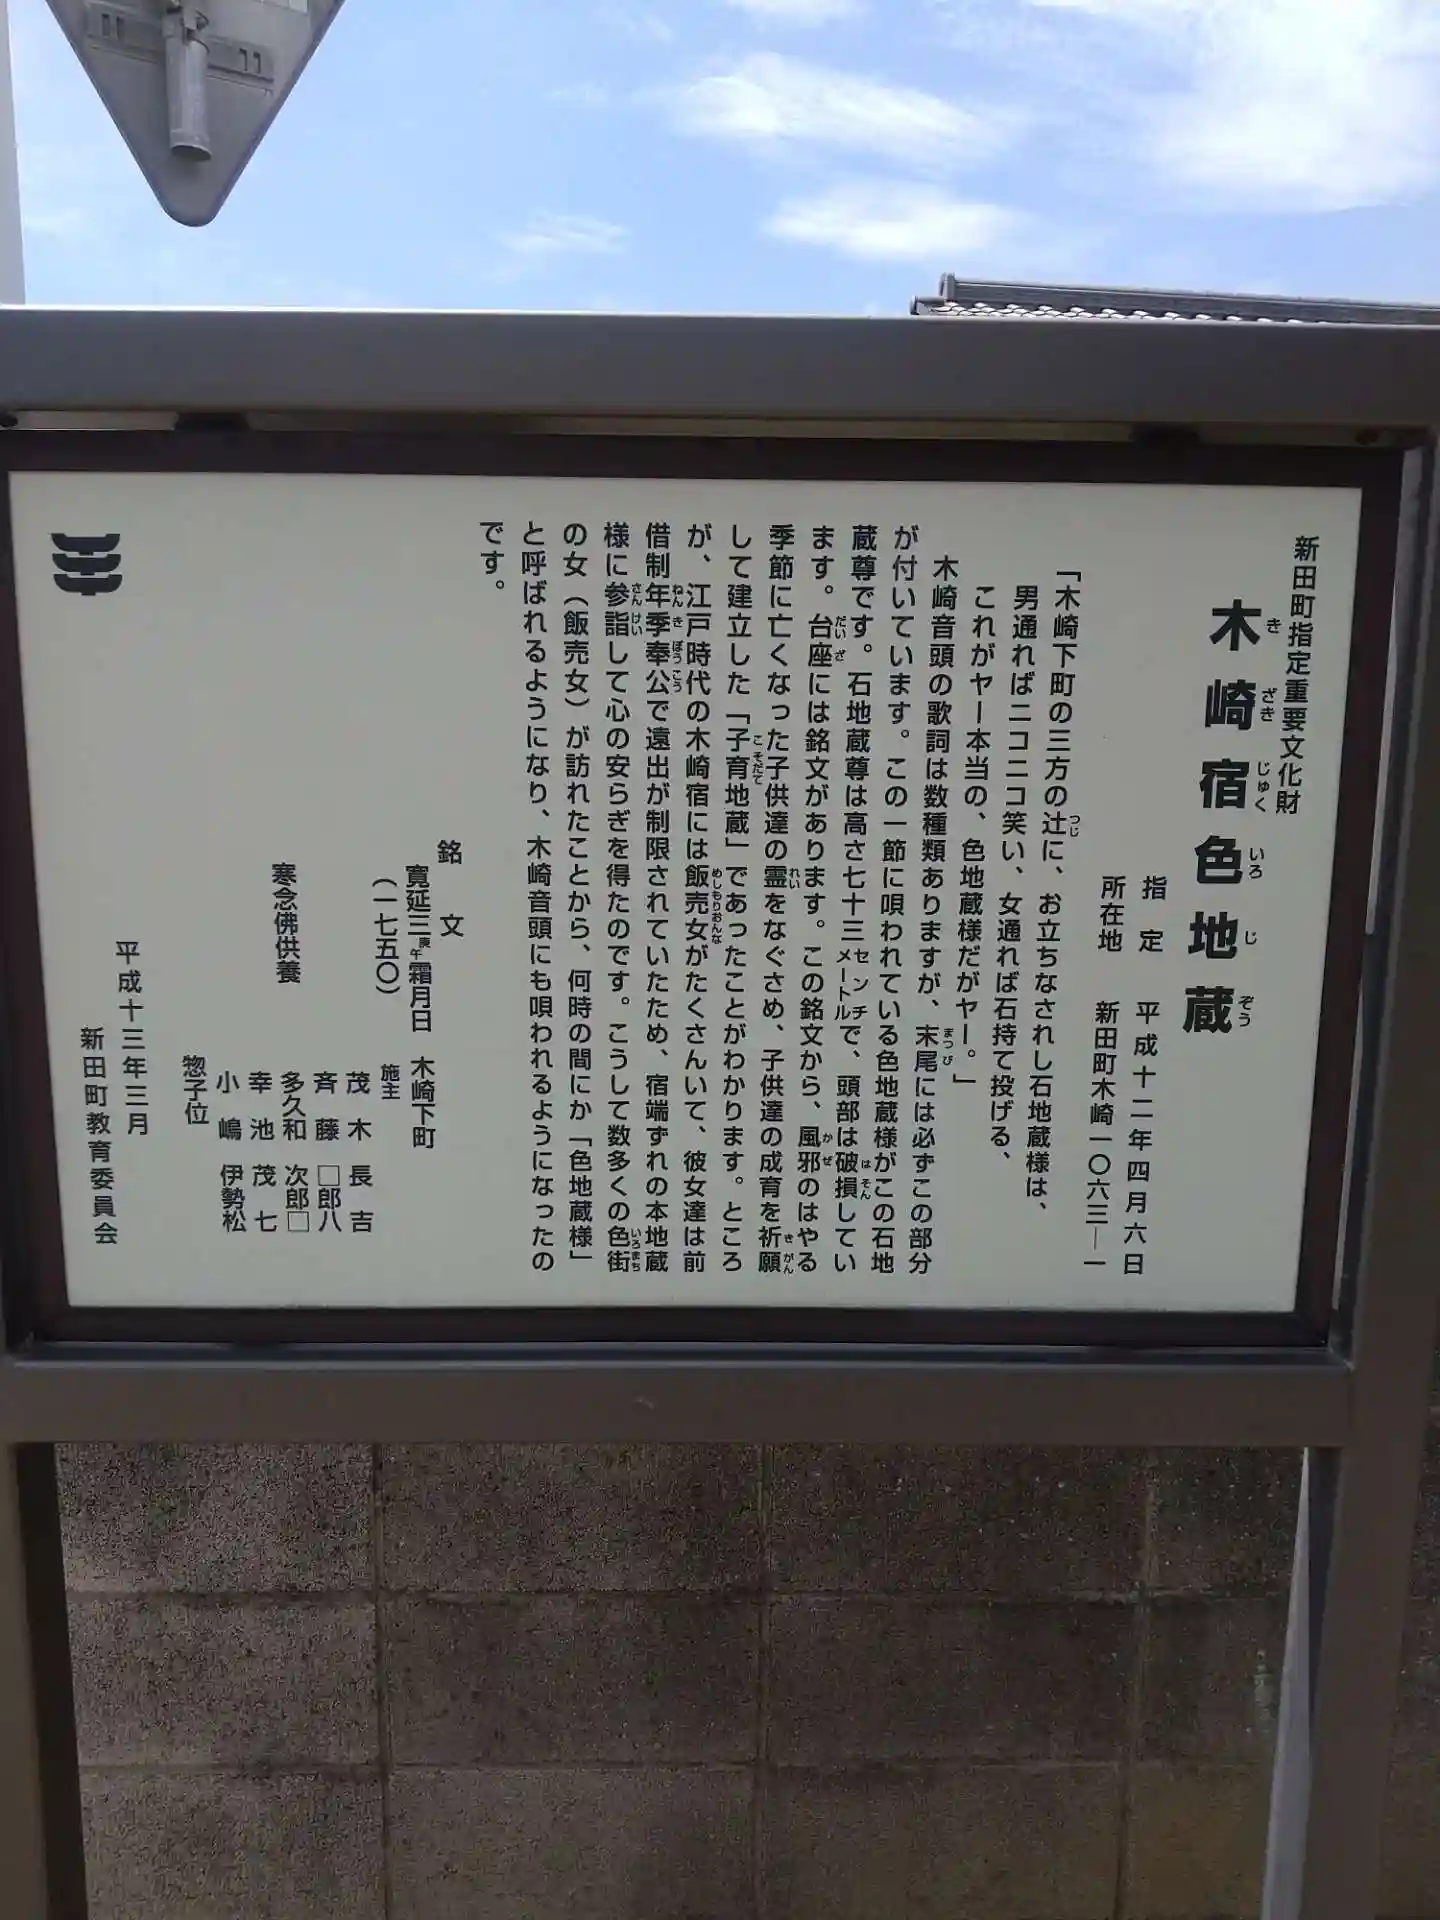 新田町指定重要文化財
木崎宿色地蔵
きざきじゅくいろじぞう
指定　平成十二年四月六日
所在地　新田町木崎一〇六三―一
「木崎下町の三方の辻に、お立ちなされし石地蔵様は、
男通ればニコニコ笑い、女通れば石持て投げる、
これがヤー本当の、色地蔵様だがヤー。」
木崎音頭の歌詞は数種類ありますが、末尾には必ずこの部分
が付いています。この一節に唄われている色地蔵様がこの石地
蔵尊です。石地蔵尊は高さ七十三センチメートルで、頭部は破損してい
ます。台座には銘文があります。この銘文から、風邪のはやる
季節に亡くなった子供達の霊をなぐさめ、子供達の成育を祈願
して建立した「子育地蔵」であったことがわかります。ところ
が、江戸時代の木崎宿には飯売女がたくさんいて、彼女達は前
借制年季奉公で遠出が制限されていたため、宿端ずれの本地蔵
様に参詣して心の安らぎを得たのです。こうして数多くの色街
の女（飯売女）が訪れたことから、何時の間にか「色地蔵様」
と呼ばれるようになり、木崎音頭にも唄われるようになったの
です。
銘文
寛延三庚午霜月日　木崎下町
（一七五〇）　施主
茂木　長吉
斉藤　□郎八
多久和　次郎□
寒念佛供養　幸池　茂七
小嶋　伊勢松
惣子位
平成十三年三月
新田町教育委員会